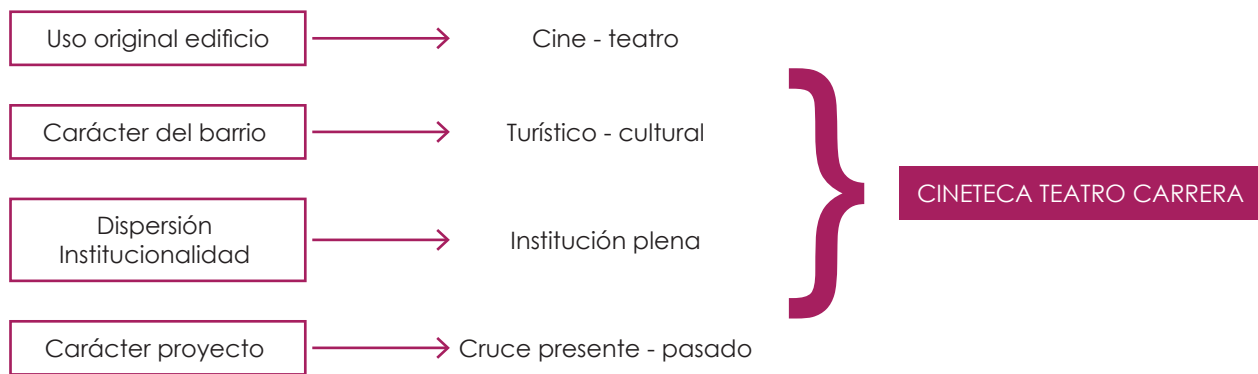 Uso original edificio
Cine - teatro
Carácter del barrio
Turístico - cultural
Dispersión
Institucionalidad
Institución plena
Carácter proyecto
Cruce presente - pasado
CINETECA TEATRO CARRERA